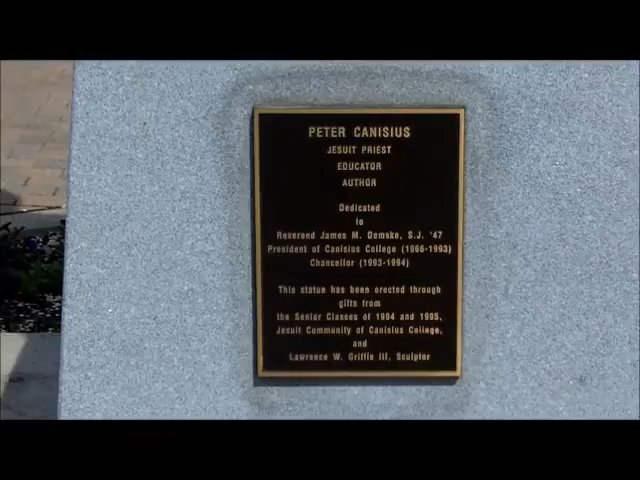 PETER CANISIUS
JESUIT PRIEST
EDUCATOR
AUTHOR
Dedicated
to
Reverend James M. Demske, S.J. '47
President of Canisius College (1966-1993)
Chancellor (1993-1994)
This statue has been erected through
gifts from
the Senior Classes of 1994 and 1995,
Jesuit Community of Canisius College,
and
Lawrence W. Griffis III, Sculptor